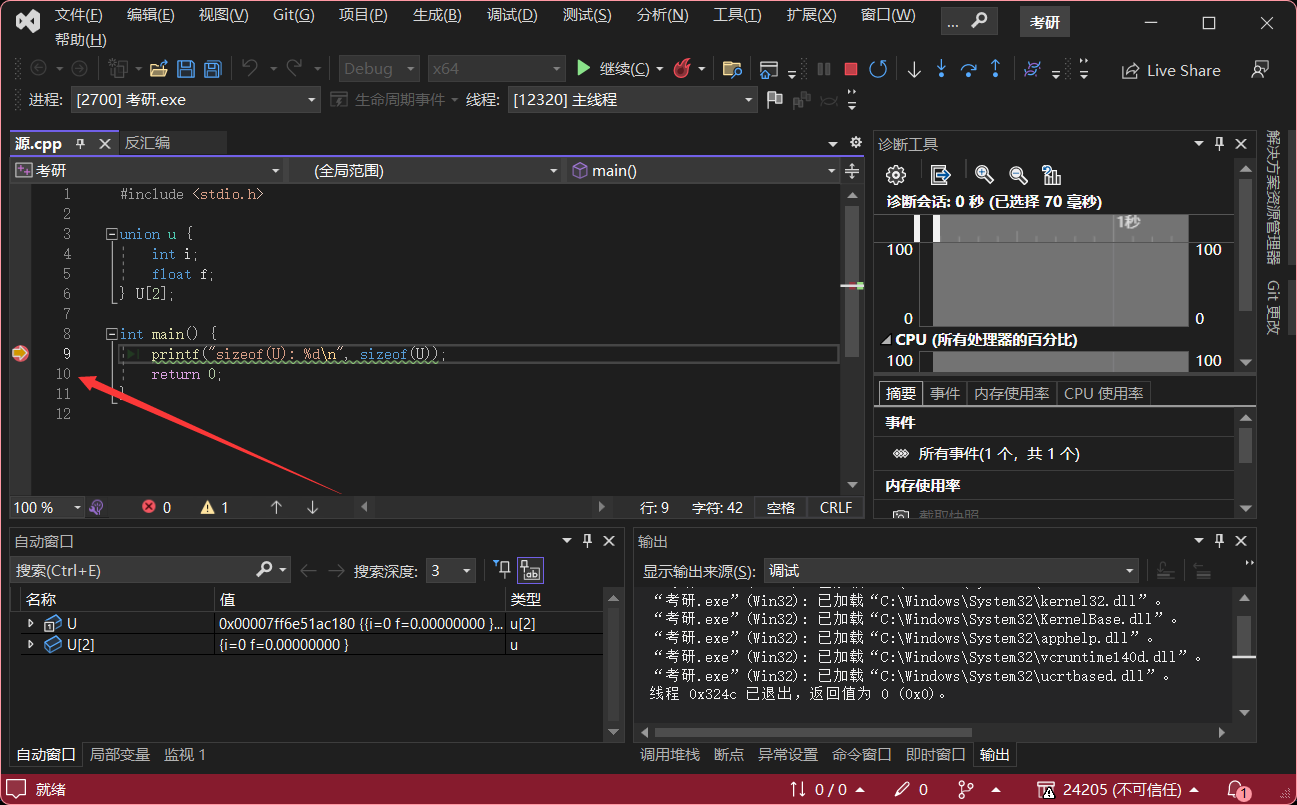 文件(F) 编辑(E) 视图(V) Git(G) 项目(P) 生成(B) 调试(D) 测试(S) 分析(N) 工具(T) 扩展(X) 窗口(W) ... 考研
帮助(H)
Debug x64 继续(C) Live Share
进程: [2700] 考研.exe 生命周期事件 线程: [12320] 主线程
源.cpp 反汇编
考研 (全局范围) main()
1 #include <stdio.h>
2
3 union u {
4 int i;
5 float f;
6 } U[2];
7
8 int main() {
9 printf("sizeof(U): %d\n", sizeof(U));
10 return 0;
11 }
12
100 % 0 1 行: 9 字符: 42 空格 CRLF
诊断工具
诊断会话: 0 秒 (已选择 70 毫秒)
1秒
100 100
0 0
CPU (所有处理器的百分比)
100 100
摘要 事件 内存使用率 CPU 使用率
事件
所有事件(1 个，共 1 个)
内存使用率
截取快照
解决方案资源管理器
Git 更改
自动窗口
搜索(Ctrl+E) 搜索深度: 3
名称 值 类型
U 0x00007ff6e51ac180 {{i=0 f=0.00000000 }... u[2]
U[2] {i=0 f=0.00000000 } u
自动窗口 局部变量 监视 1
输出
显示输出来源(S): 调试
“考研.exe”(Win32): 已加载“C:\Windows\System32\kernel32.dll”。
“考研.exe”(Win32): 已加载“C:\Windows\System32\KernelBase.dll”。
“考研.exe”(Win32): 已加载“C:\Windows\System32\apphelp.dll”。
“考研.exe”(Win32): 已加载“C:\Windows\System32\vcruntime140d.dll”。
“考研.exe”(Win32): 已加载“C:\Windows\System32\ucrtbased.dll”。
线程 0x324c 已退出，返回值为 0 (0x0)。
调用堆栈 断点 异常设置 命令窗口 即时窗口 输出
就绪 0 / 0 0 24205 (不可信任) 1